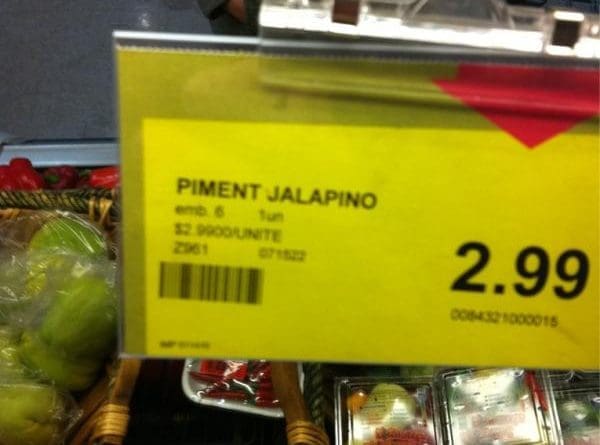 PIMENT JALAPINO
emb. 6 1un
$2.9900/UNITE
Z961 071522
2.99
0084321000015